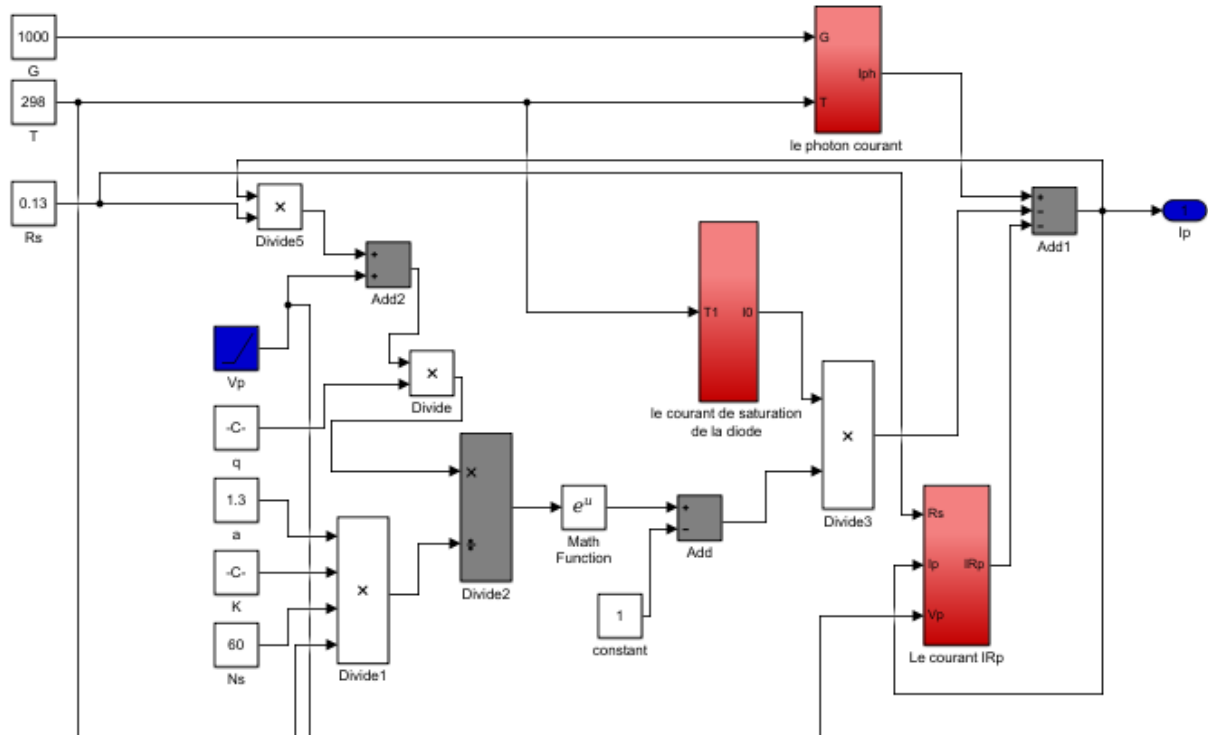 1000
G
G
Iph
T
le photon courant
298
T
0.13
Rs
×
Divide5
+
+
Add2
+
−
−
Add1
1
Ip
Vp
×
Divide
T1
I0
le courant de saturation
de la diode
-C-
q
×
Divide3
1.3
a
×
÷
Divide2
eᵘ
Math
Function
+
−
Add
Rs
Ip
IRp
Vp
Le courant IRp
-C-
K
×
Divide1
1
constant
60
Ns